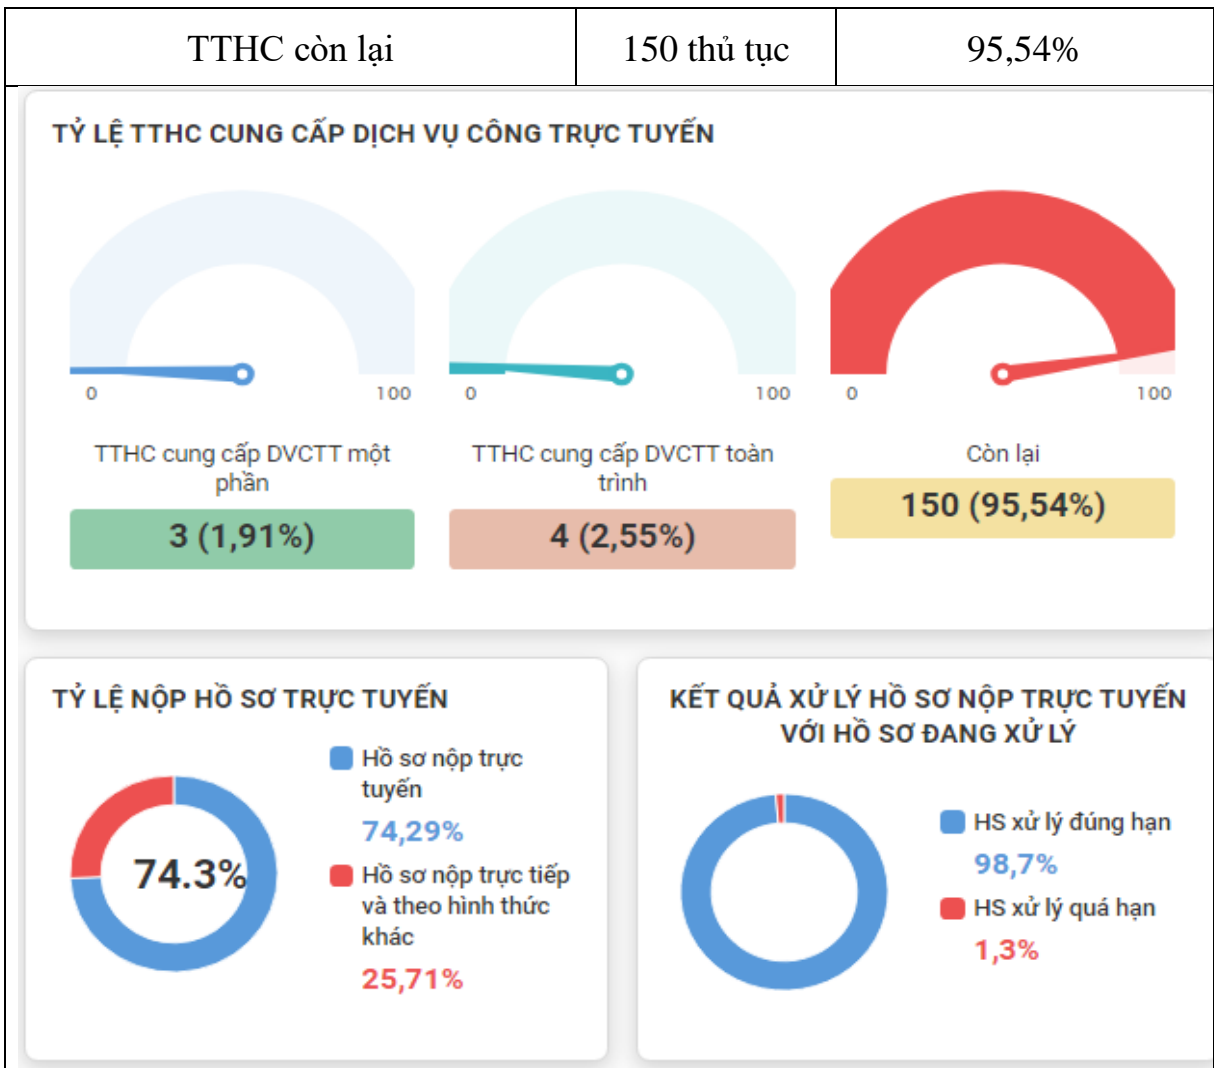 TTHC còn lại 150 thủ tục 95,54%
TỶ LỆ TTHC CUNG CẤP DỊCH VỤ CÔNG TRỰC TUYẾN
0 100 0 100 0 100
TTHC cung cấp DVCTT một
phần
3 (1,91%)
TTHC cung cấp DVCTT toàn
trình
4 (2,55%)
Còn lại
150 (95,54%)
TỶ LỆ NỘP HỒ SƠ TRỰC TUYẾN
74.3%
Hồ sơ nộp trực
tuyến
74,29%
Hồ sơ nộp trực tiếp
và theo hình thức
khác
25,71%
KẾT QUẢ XỬ LÝ HỒ SƠ NỘP TRỰC TUYẾN
VỚI HỒ SƠ ĐANG XỬ LÝ
HS xử lý đúng hạn
98,7%
HS xử lý quá hạn
1,3%